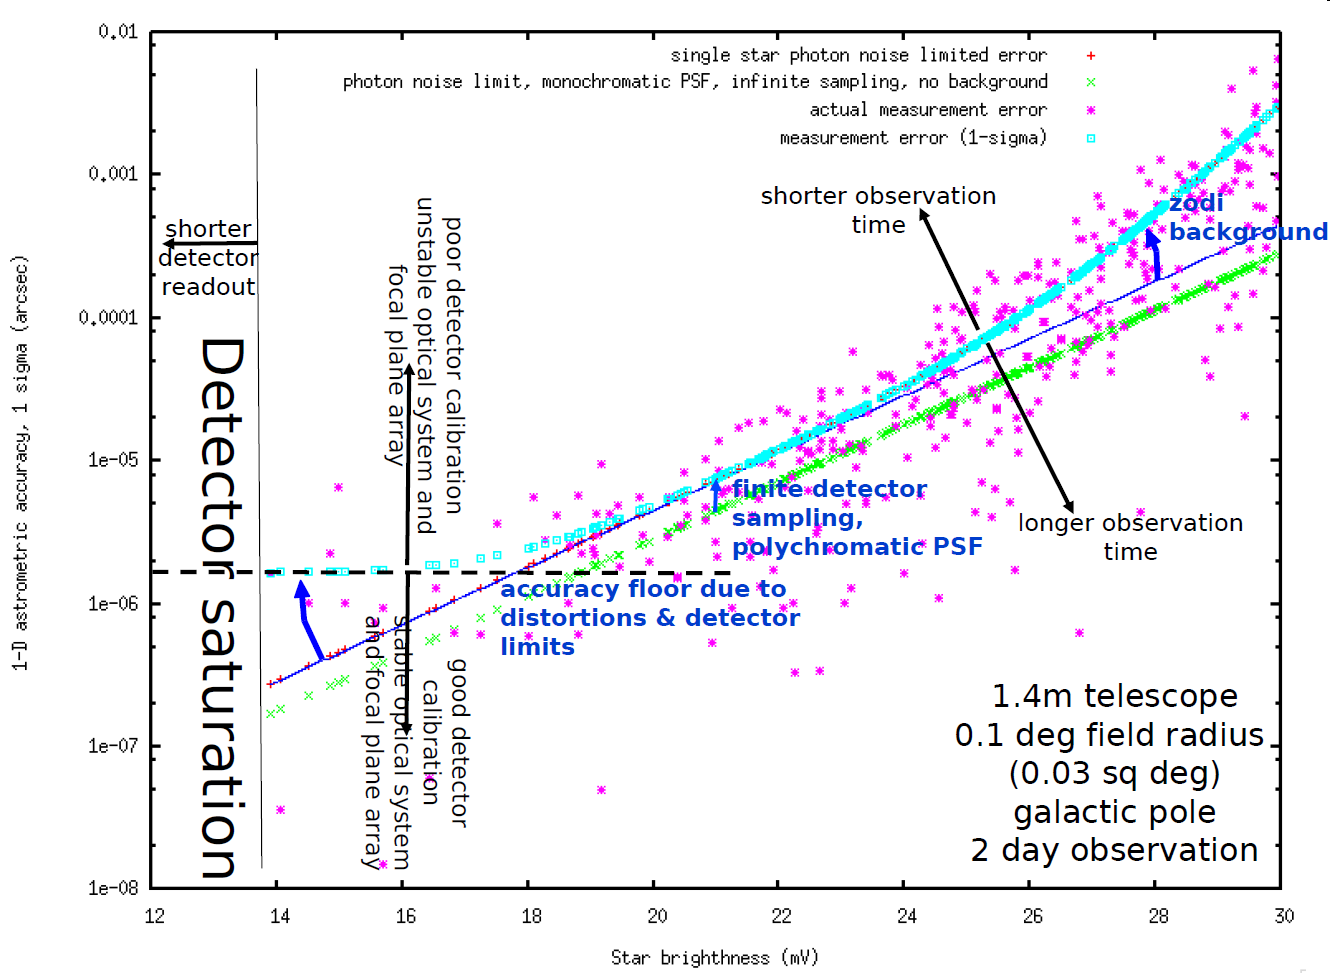 0.01
0.001
0.0001
1e-05
1e-06
1e-07
1e-08
1-D astrometric accuracy, 1 sigma (arcsec)
12 14 16 18 20 22 24 26 28 30
Star brighthness (mV)
single star photon noise limited error
photon noise limit, monochromatic PSF, infinite sampling, no background
actual measurement error
measurement error (1-sigma)
shorter
detector
readout
Detector saturation
poor detector calibration
unstable optical system and
focal plane array
good detector
calibration
stable optical system
and focal plane array
shorter observation
time
zodi
background
longer observation
time
finite detector
sampling,
polychromatic PSF
accuracy floor due to
distortions & detector
limits
1.4m telescope
0.1 deg field radius
(0.03 sq deg)
galactic pole
2 day observation